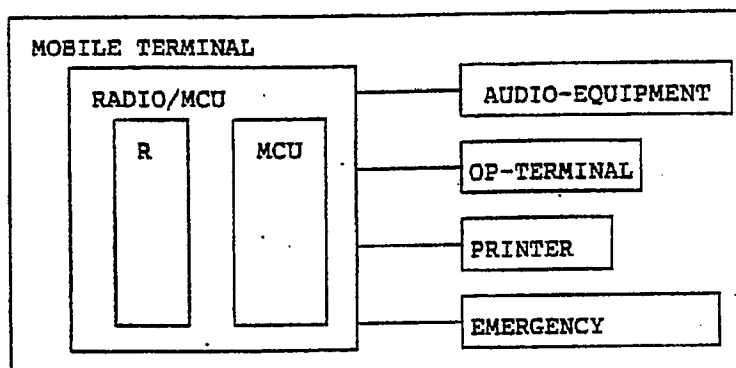 MOBILE TERMINAL
RADIO/MCU
R
MCU
AUDIO-EQUIPMENT
OP-TERMINAL
PRINTER
EMERGENCY